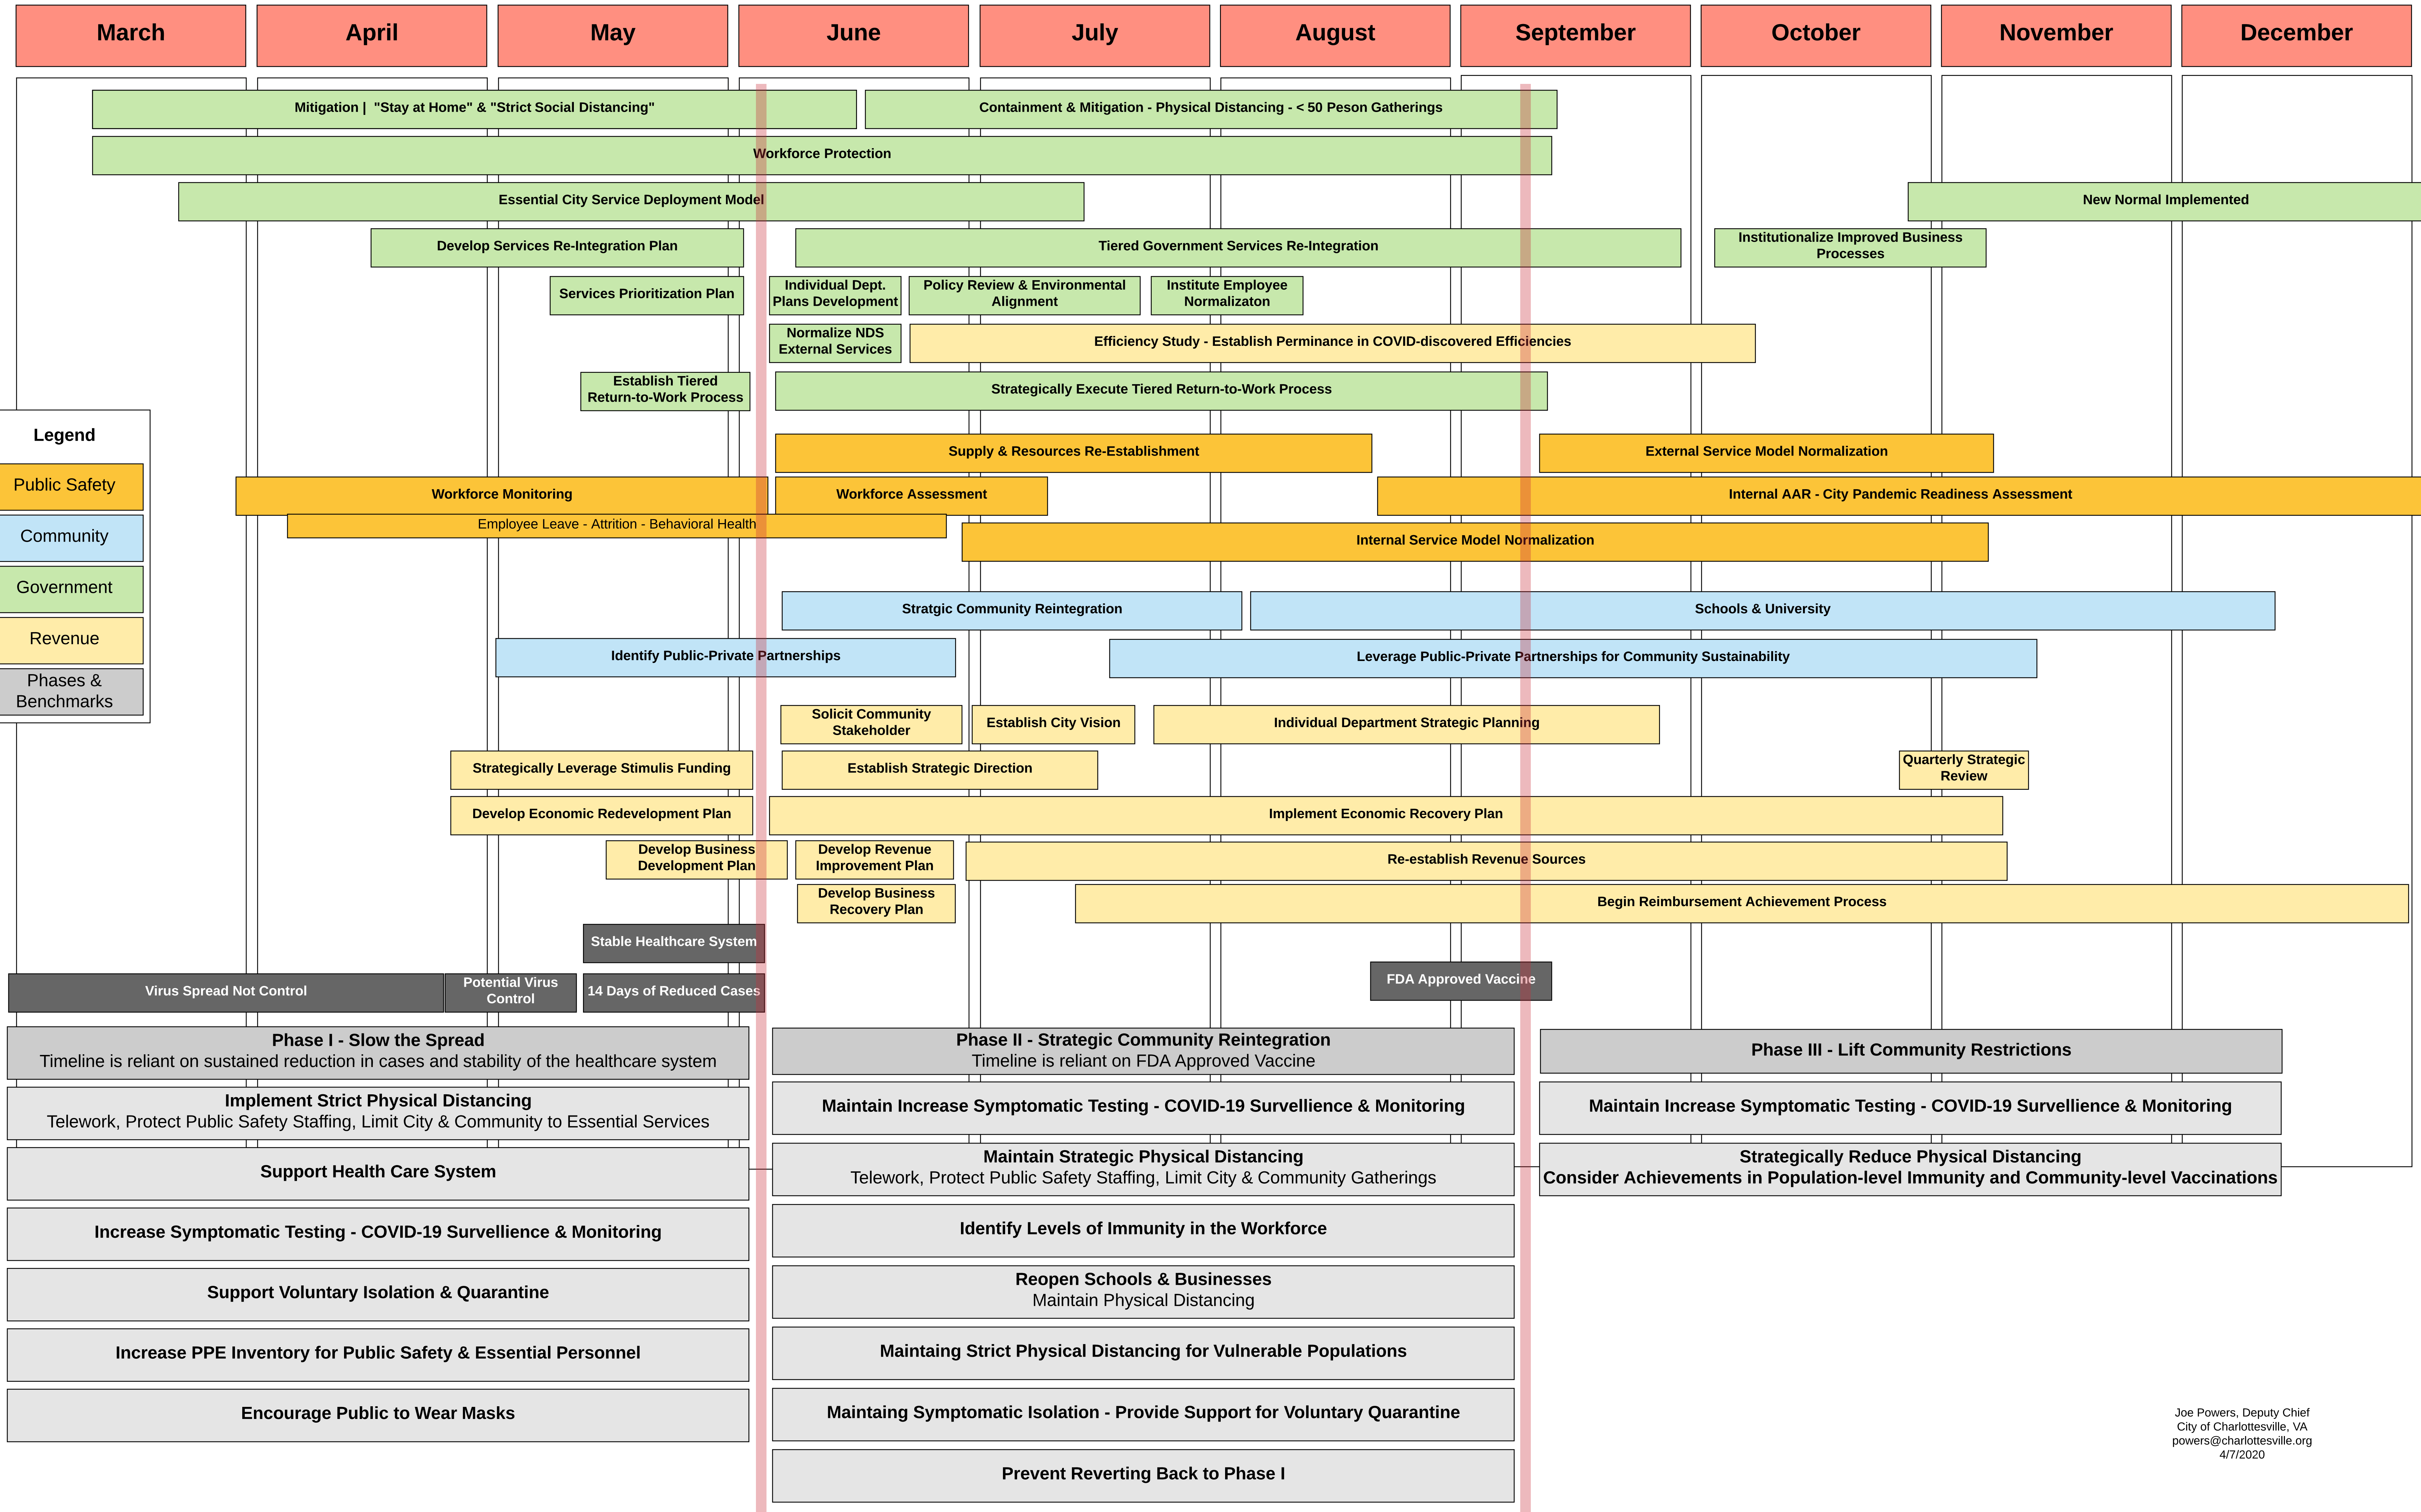 March
April
May
June
July
August
September
October
November
December
Mitigation |  "Stay at Home" & "Strict Social Distancing"
Containment & Mitigation - Physical Distancing - < 50 Peson Gatherings
Workforce Protection
Essential City Service Deployment Model
New Normal Implemented
Develop Services Re-Integration Plan
Tiered Government Services Re-Integration
Institutionalize Improved Business
Processes
Services Prioritization Plan
Individual Dept.
Plans Development
Policy Review & Environmental
Alignment
Institute Employee
Normalizaton
Normalize NDS
External Services
Efficiency Study - Establish Perminance in COVID-discovered Efficiencies
Establish Tiered
Return-to-Work Process
Strategically Execute Tiered Return-to-Work Process
Legend
Public Safety
Community
Government
Revenue
Phases &
Benchmarks
Supply & Resources Re-Establishment
External Service Model Normalization
Workforce Monitoring
Workforce Assessment
Internal AAR - City Pandemic Readiness Assessment
Employee Leave - Attrition - Behavioral Health
Internal Service Model Normalization
Stratgic Community Reintegration
Schools & University
Identify Public-Private Partnerships
Leverage Public-Private Partnerships for Community Sustainability
Solicit Community
Stakeholder
Establish City Vision
Individual Department Strategic Planning
Strategically Leverage Stimulis Funding
Establish Strategic Direction
Quarterly Strategic
Review
Develop Economic Redevelopment Plan
Implement Economic Recovery Plan
Develop Business
Development Plan
Develop Revenue
Improvement Plan
Re-establish Revenue Sources
Develop Business
Recovery Plan
Begin Reimbursement Achievement Process
Stable Healthcare System
Virus Spread Not Control
Potential Virus
Control
14 Days of Reduced Cases
FDA Approved Vaccine
Phase I - Slow the Spread
Timeline is reliant on sustained reduction in cases and stability of the healthcare system
Implement Strict Physical Distancing
Telework, Protect Public Safety Staffing, Limit City & Community to Essential Services
Support Health Care System
Increase Symptomatic Testing - COVID-19 Survellience & Monitoring
Support Voluntary Isolation & Quarantine
Increase PPE Inventory for Public Safety & Essential Personnel
Encourage Public to Wear Masks
Phase II - Strategic Community Reintegration
Timeline is reliant on FDA Approved Vaccine
Maintain Increase Symptomatic Testing - COVID-19 Survellience & Monitoring
Maintain Strategic Physical Distancing
Telework, Protect Public Safety Staffing, Limit City & Community Gatherings
Identify Levels of Immunity in the Workforce
Reopen Schools & Businesses
Maintain Physical Distancing
Maintaing Strict Physical Distancing for Vulnerable Populations
Maintaing Symptomatic Isolation - Provide Support for Voluntary Quarantine
Prevent Reverting Back to Phase I
Phase III - Lift Community Restrictions
Maintain Increase Symptomatic Testing - COVID-19 Survellience & Monitoring
Strategically Reduce Physical Distancing
Consider Achievements in Population-level Immunity and Community-level Vaccinations
Joe Powers, Deputy Chief
City of Charlottesville, VA
powers@charlottesville.org
4/7/2020